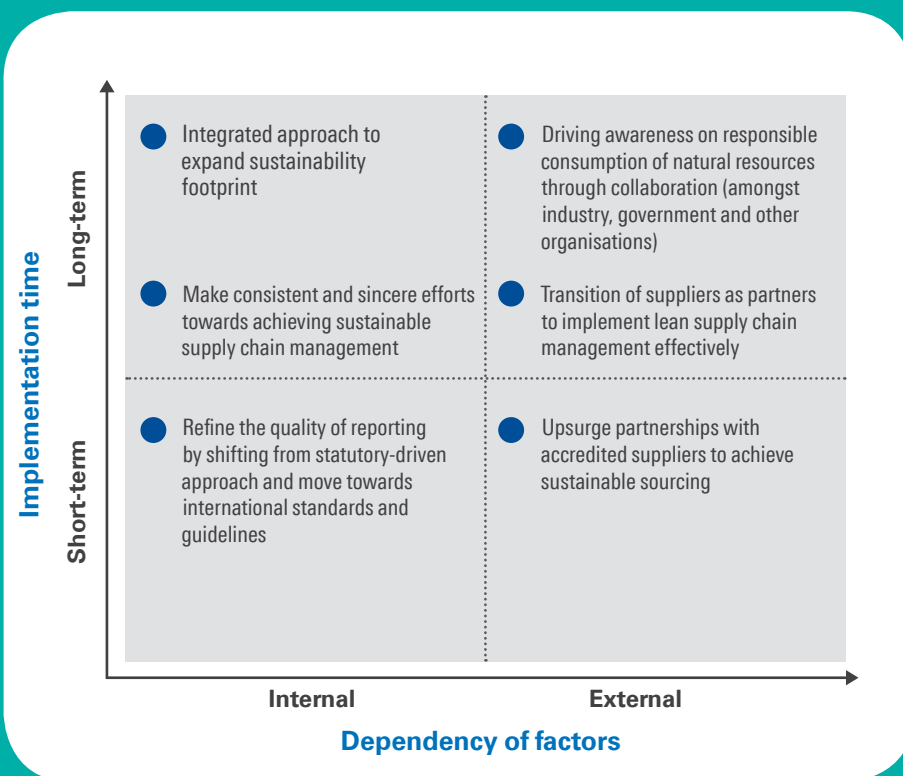 Implementation time
Long-term
Short-term
Integrated approach to
expand sustainability
footprint
Driving awareness on responsible
consumption of natural resources
through collaboration (amongst
industry, government and other
organisations)
Make consistent and sincere efforts
towards achieving sustainable
supply chain management
Transition of suppliers as partners
to implement lean supply chain
management effectively
Refine the quality of reporting
by shifting from statutory-driven
approach and move towards
international standards and
guidelines
Upsurge partnerships with
accredited suppliers to achieve
sustainable sourcing
Internal
External
Dependency of factors